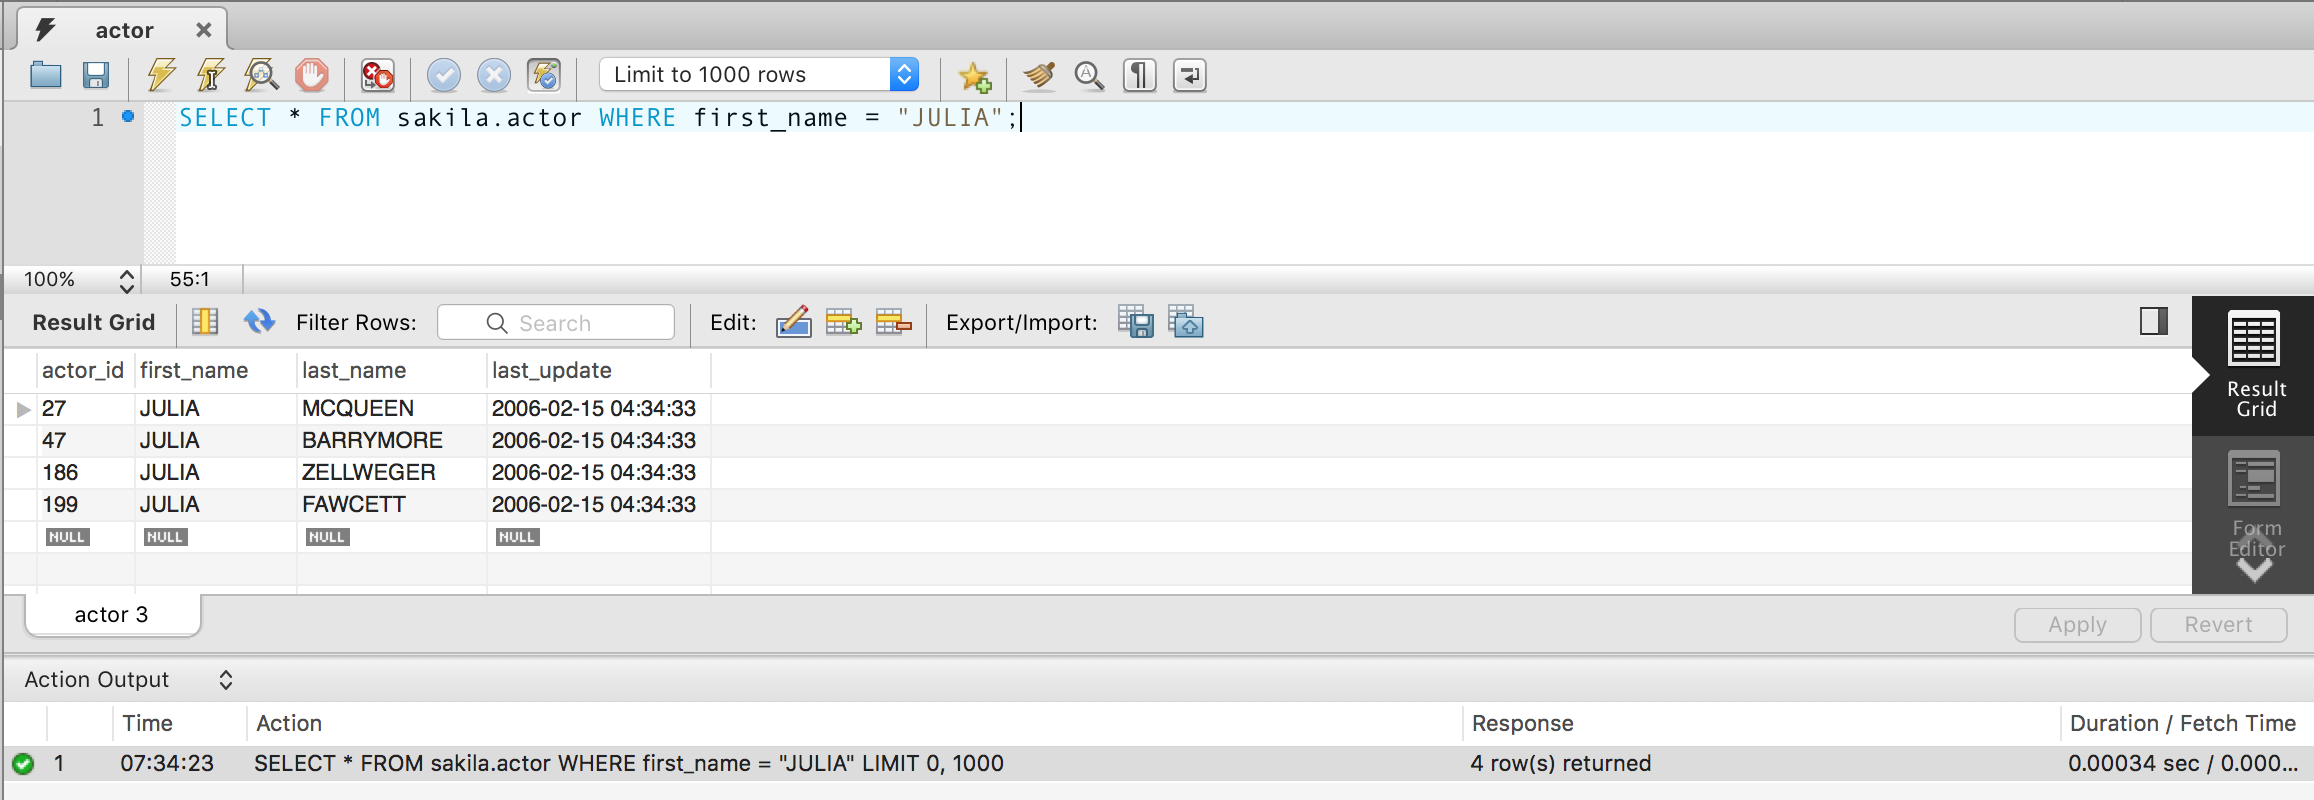 actor
Limit to 1000 rows
1 SELECT * FROM sakila.actor WHERE first_name = "JULIA";
100% 55:1
Result Grid Filter Rows: Search Edit: Export/Import:
Result
Grid
actor_id first_name last_name last_update
27 JULIA MCQUEEN 2006-02-15 04:34:33
47 JULIA BARRYMORE 2006-02-15 04:34:33
186 JULIA ZELLWEGER 2006-02-15 04:34:33
199 JULIA FAWCETT 2006-02-15 04:34:33
NULL NULL NULL NULL
Form
Editor
actor 3 Apply Revert
Action Output
Time Action Response Duration / Fetch Time
1 07:34:23 SELECT * FROM sakila.actor WHERE first_name = "JULIA" LIMIT 0, 1000 4 row(s) returned 0.00034 sec / 0.000...